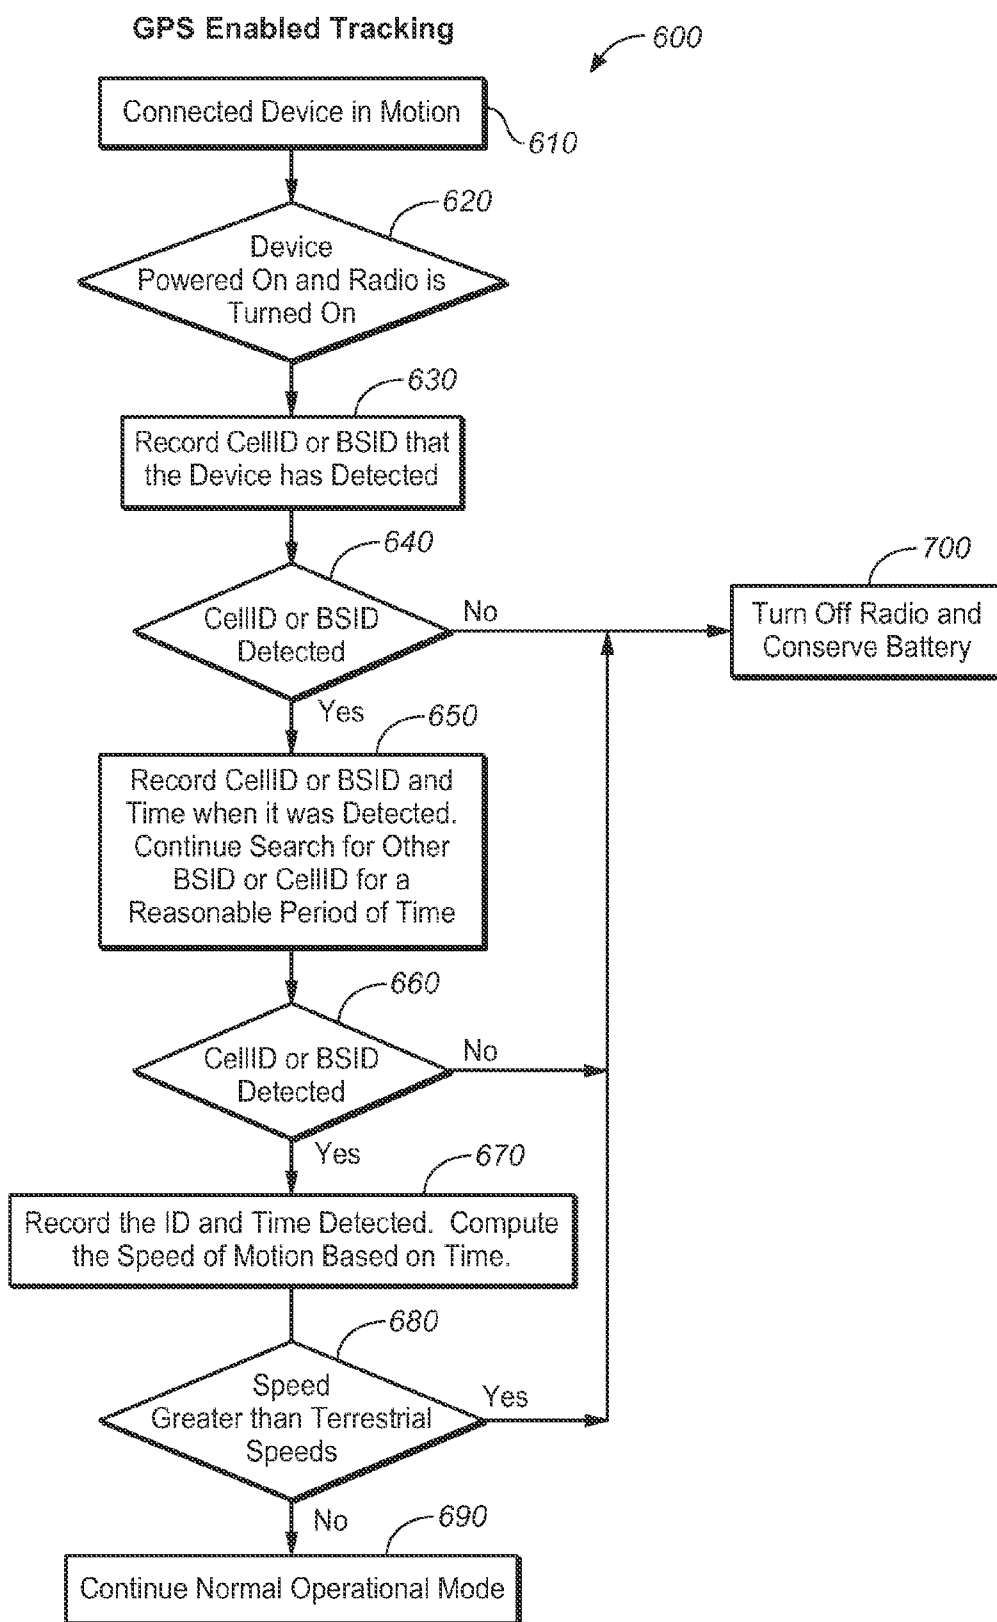 GPS Enabled Tracking
600
Connected Device in Motion
610
620
Device
Powered On and Radio is
Turned On
630
Record CellID or BSID that
the Device has Detected
640
CellID or BSID
Detected
No
700
Turn Off Radio and
Conserve Battery
Yes
650
Record CellID or BSID and
Time when it was Detected.
Continue Search for Other
BSID or CellID for a
Reasonable Period of Time
660
CellID or BSID
Detected
No
Yes
670
Record the ID and Time Detected. Compute
the Speed of Motion Based on Time.
680
Speed
Greater than Terrestrial
Speeds
Yes
No
690
Continue Normal Operational Mode